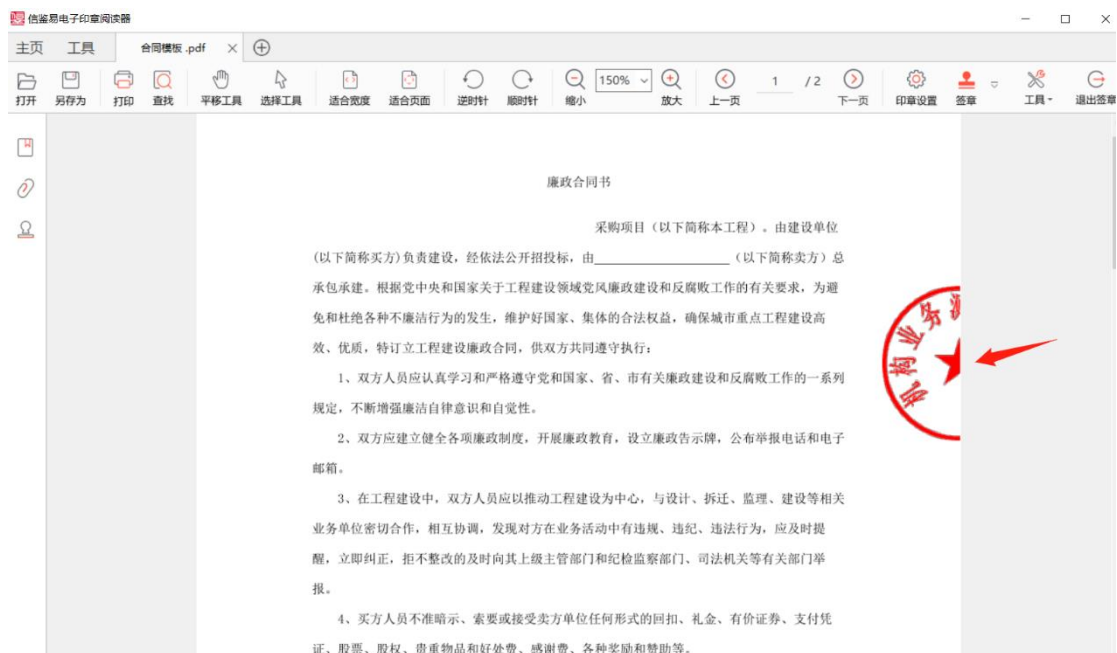 信鉴易电子印章阅读器
主页 工具 合同模板 .pdf
150% 1 / 2
打开 另存为 打印 查找 平移工具 选择工具 适合宽度 适合页面 逆时针 顺时针 缩小 放大 上一页 下一页 印章设置 签章 工具 退出签章
廉政合同书
采购项目（以下简称本工程）。由建设单位
(以下简称买方)负责建设，经依法公开招投标，由________________（以下简称卖方）总
承包承建。根据党中央和国家关于工程建设领域党风廉政建设和反腐败工作的有关要求，为避
免和杜绝各种不廉洁行为的发生，维护好国家、集体的合法权益，确保城市重点工程建设高
效、优质，特订立工程建设廉政合同，供双方共同遵守执行：
1、双方人员应认真学习和严格遵守党和国家、省、市有关廉政建设和反腐败工作的一系列
规定，不断增强廉洁自律意识和自觉性。
2、双方应建立健全各项廉政制度，开展廉政教育，设立廉政告示牌，公布举报电话和电子
邮箱。
3、在工程建设中，双方人员应以推动工程建设为中心，与设计、拆迁、监理、建设等相关
业务单位密切合作，相互协调，发现对方在业务活动中有违规、违纪、违法行为，应及时提
醒，立即纠正，拒不整改的及时向其上级主管部门和纪检监察部门、司法机关等有关部门举
报。
4、买方人员不准暗示、索要或接受卖方单位任何形式的回扣、礼金、有价证券、支付凭
证、股票、股权、贵重物品和好处费、感谢费、各种奖励和赞助等。
机构业务